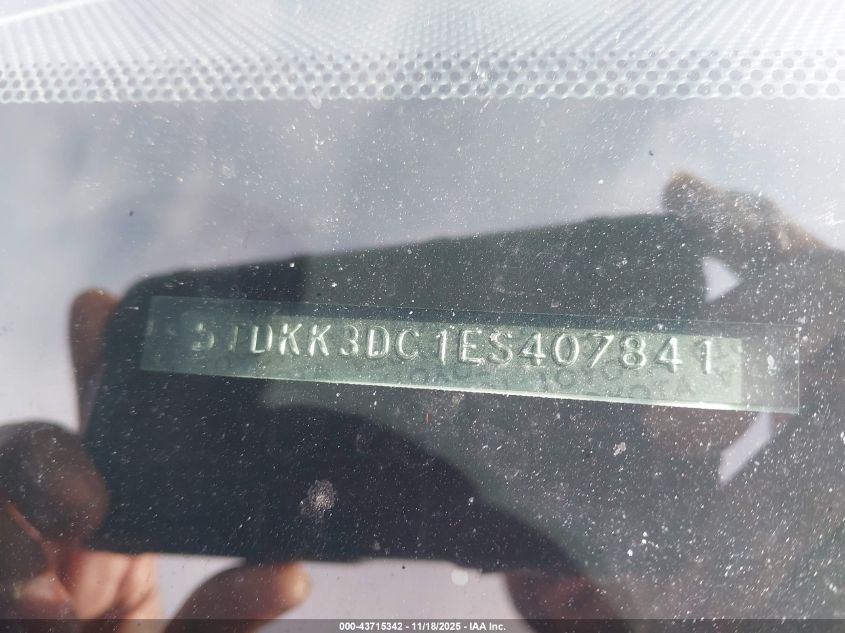 5TDKK3DC1ES407841
000-43715342 - 11/18/2025 - IAA Inc.